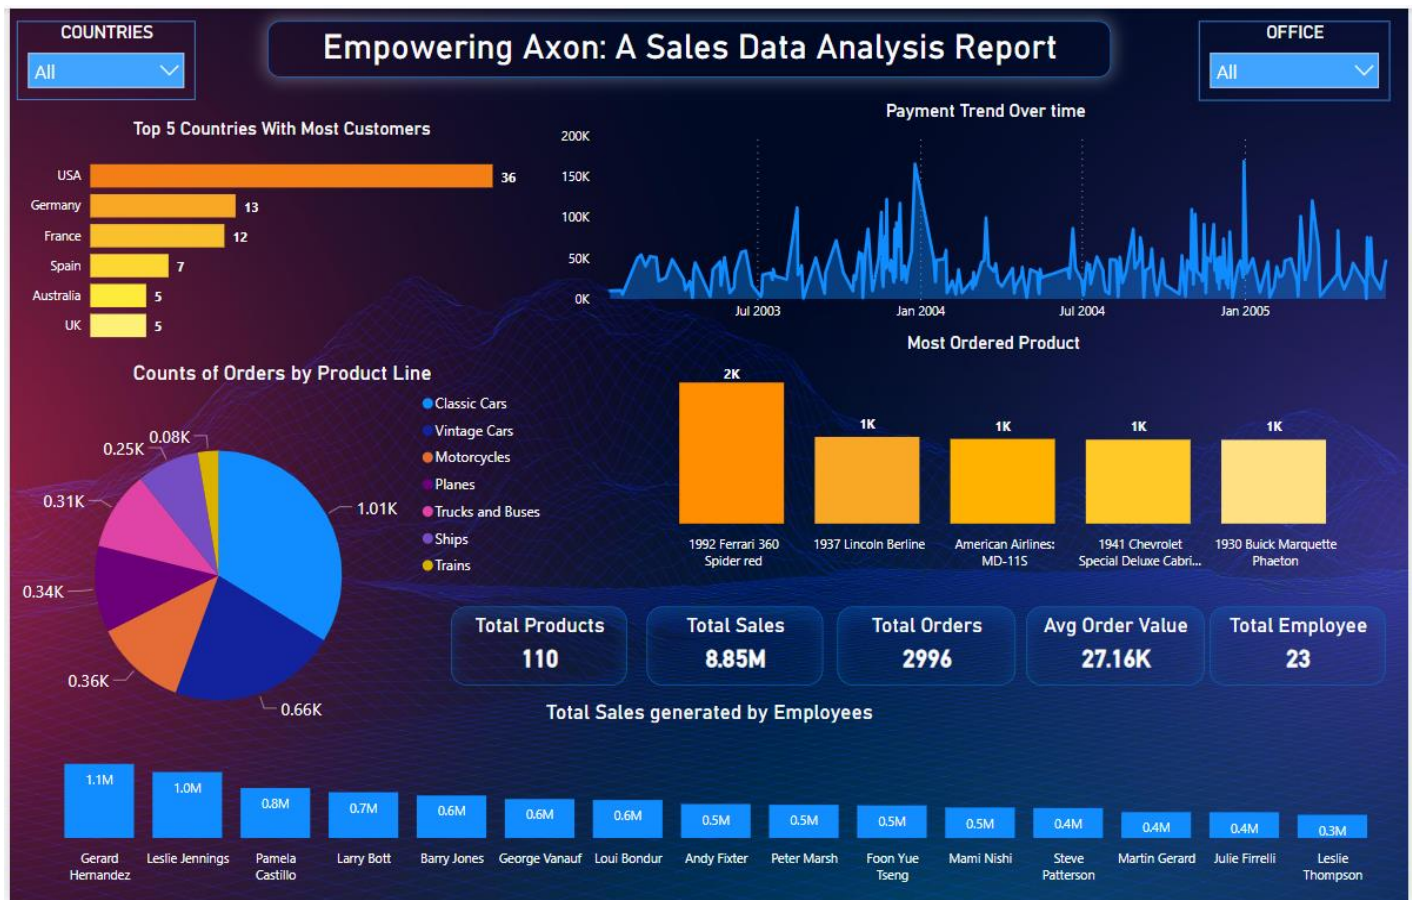 COUNTRIES
All
Empowering Axon: A Sales Data Analysis Report
OFFICE
All
Top 5 Countries With Most Customers
USA
36
Germany
13
France
12
Spain
7
Australia
5
UK
5
Payment Trend Over time
200K
150K
100K
50K
0K
Jul 2003
Jan 2004
Jul 2004
Jan 2005
Counts of Orders by Product Line
Classic Cars
Vintage Cars
Motorcycles
Planes
Trucks and Buses
Ships
Trains
0.08K
0.25K
0.31K
0.34K
0.36K
0.66K
1.01K
Most Ordered Product
2K
1K
1K
1K
1K
1992 Ferrari 360
Spider red
1937 Lincoln Berline
American Airlines:
MD-11S
1941 Chevrolet
Special Deluxe Cabri...
1930 Buick Marquette
Phaeton
Total Products
110
Total Sales
8.85M
Total Orders
2996
Avg Order Value
27.16K
Total Employee
23
Total Sales generated by Employees
1.1M
1.0M
0.8M
0.7M
0.6M
0.6M
0.6M
0.5M
0.5M
0.5M
0.5M
0.4M
0.4M
0.4M
0.3M
Gerard
Hernandez
Leslie Jennings
Pamela
Castillo
Larry Bott
Barry Jones
George Vanauf
Loui Bondur
Andy Fixter
Peter Marsh
Foon Yue
Tseng
Mami Nishi
Steve
Patterson
Martin Gerard
Julie Firrelli
Leslie
Thompson